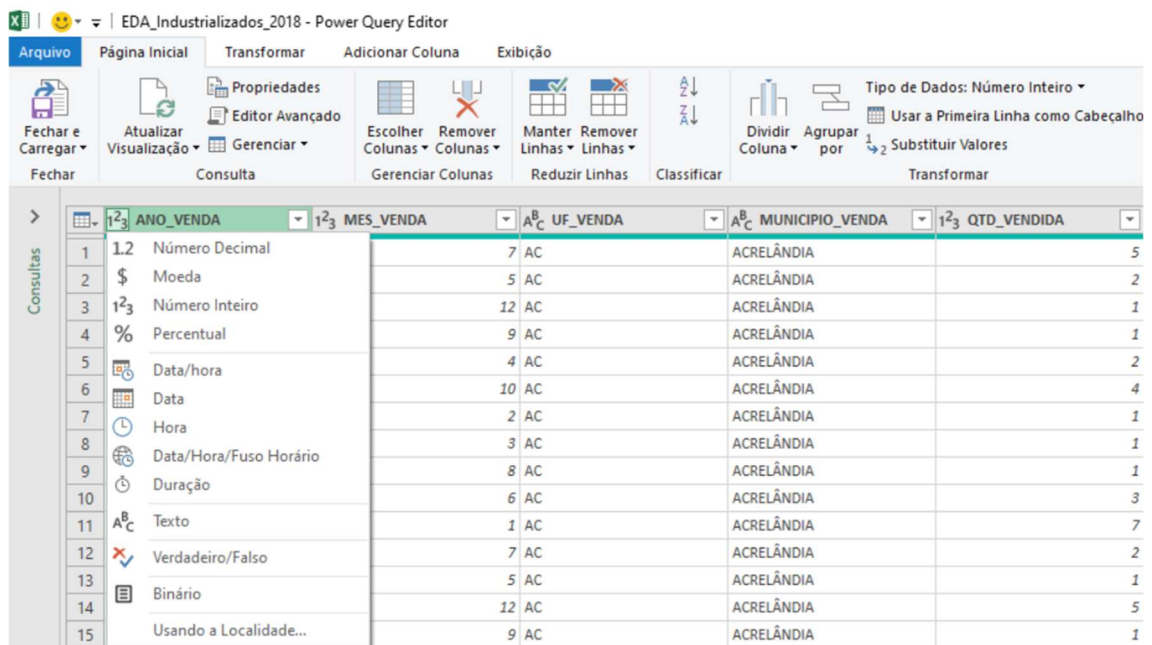 EDA_Industrializados_2018 - Power Query Editor
Arquivo Página Inicial Transformar Adicionar Coluna Exibição
Fechar e Carregar
Fechar
Atualizar Visualização
Propriedades
Editor Avançado
Gerenciar
Consulta
Escolher Colunas
Remover Colunas
Gerenciar Colunas
Manter Linhas
Remover Linhas
Reduzir Linhas
Classificar
Dividir Coluna
Agrupar por
Tipo de Dados: Número Inteiro
Usar a Primeira Linha como Cabeçalho
Substituir Valores
Transformar
Consultas
ANO_VENDA MES_VENDA UF_VENDA MUNICIPIO_VENDA QTD_VENDIDA
1.2 Número Decimal
$ Moeda
123 Número Inteiro
% Percentual
Data/hora
Data
Hora
Data/Hora/Fuso Horário
Duração
ABC Texto
Verdadeiro/Falso
Binário
Usando a Localidade...
1 7 AC ACRELÂNDIA 5
2 5 AC ACRELÂNDIA 2
3 12 AC ACRELÂNDIA 1
4 9 AC ACRELÂNDIA 1
5 4 AC ACRELÂNDIA 2
6 10 AC ACRELÂNDIA 4
7 2 AC ACRELÂNDIA 1
8 3 AC ACRELÂNDIA 1
9 8 AC ACRELÂNDIA 1
10 6 AC ACRELÂNDIA 3
11 1 AC ACRELÂNDIA 7
12 7 AC ACRELÂNDIA 2
13 5 AC ACRELÂNDIA 1
14 12 AC ACRELÂNDIA 5
15 9 AC ACRELÂNDIA 1